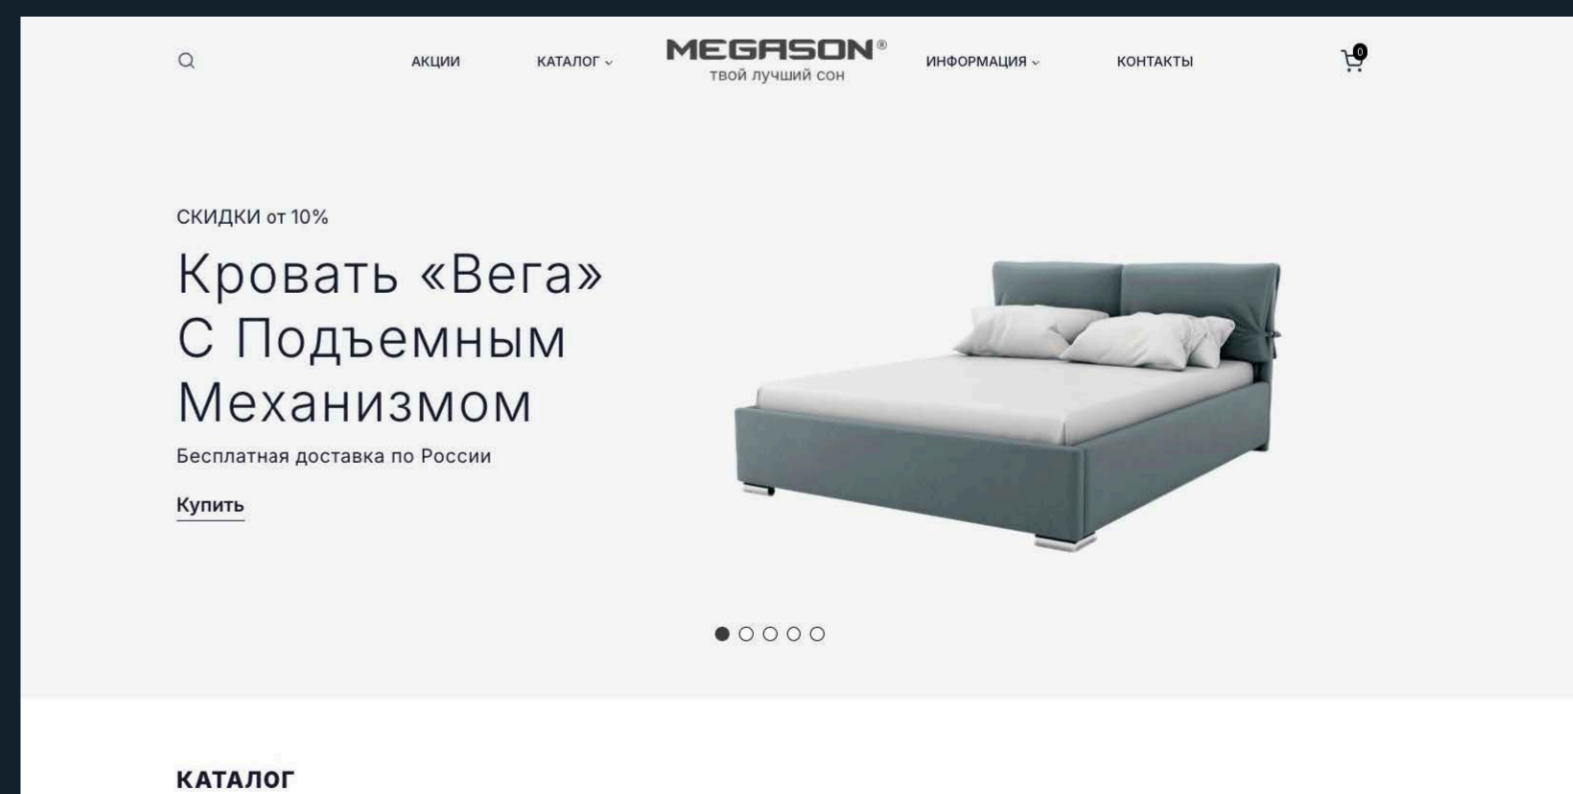 АКЦИИ
КАТАЛОГ
MEGASON®
твой лучший сон
ИНФОРМАЦИЯ
КОНТАКТЫ
0
СКИДКИ от 10%
Кровать «Вега»
С Подъемным
Механизмом
Бесплатная доставка по России
Купить
КАТАЛОГ